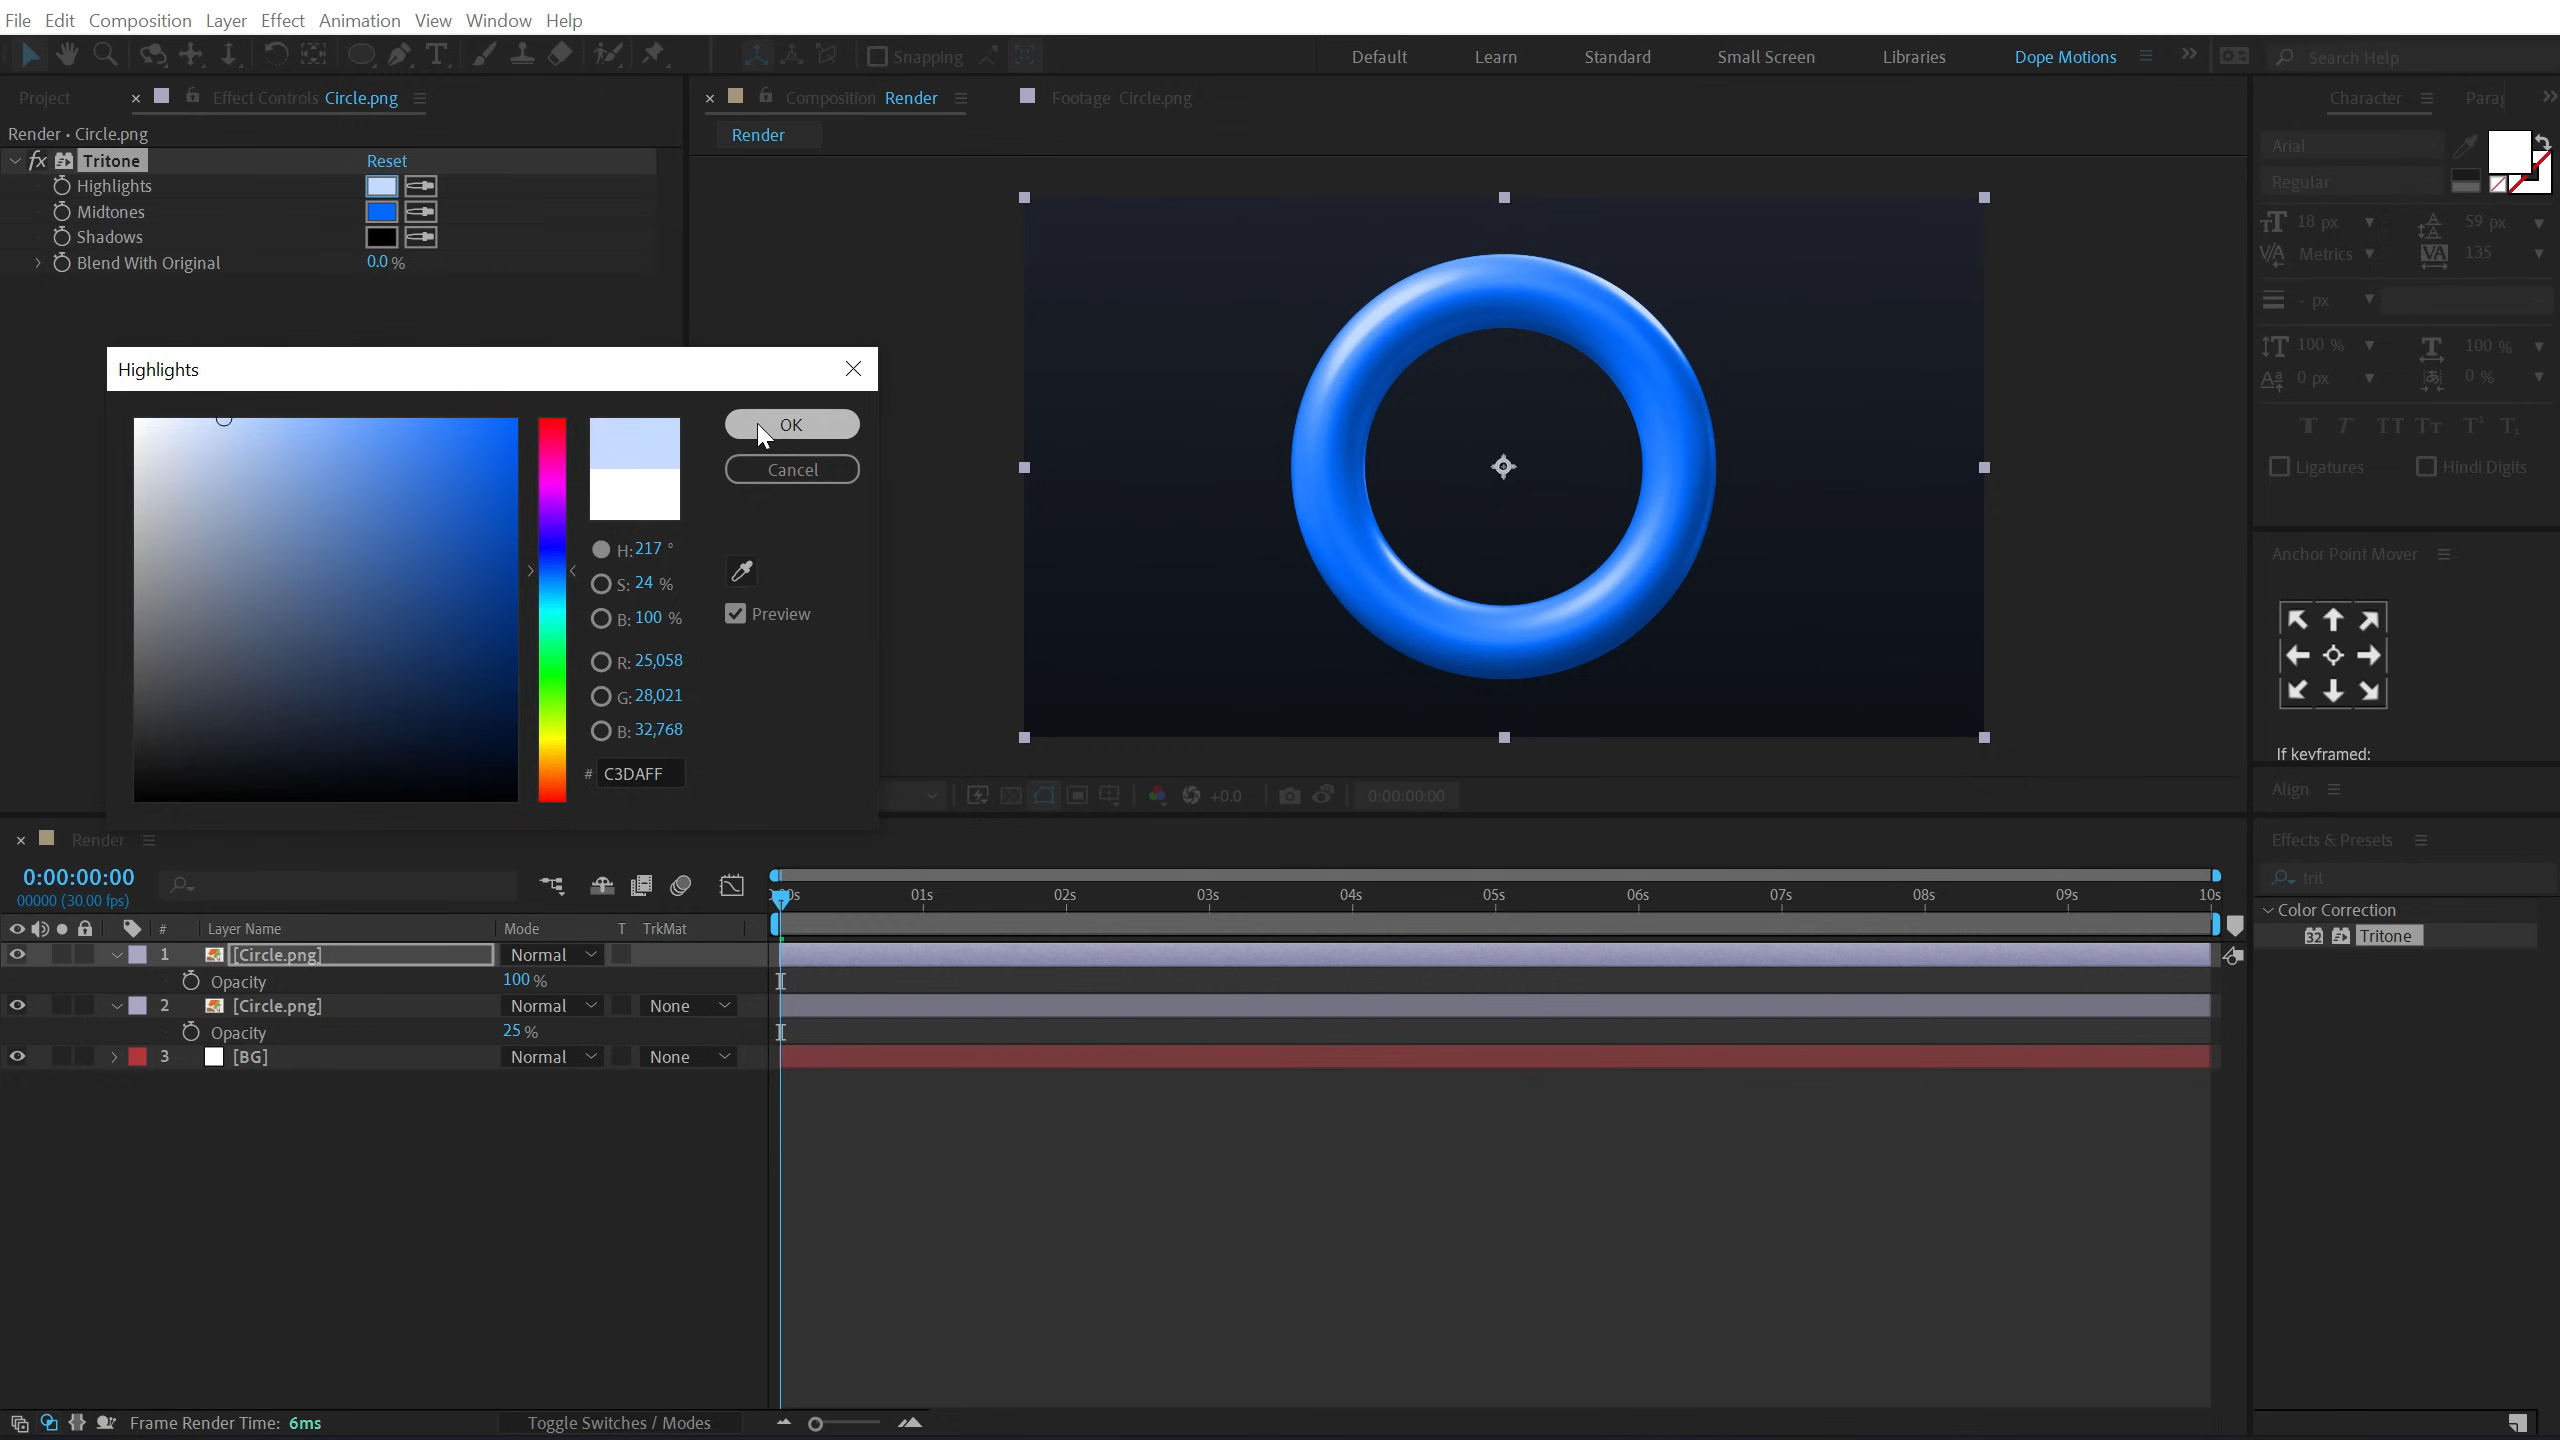 File Edit Composition Layer Effect Animation View Window Help
Snapping
Default Learn Standard Small Screen Libraries Dope Motions
Search Help
Project
Effect Controls Circle.png
Composition Render
Footage Circle.png
Character
Render • Circle.png
Render
fx Tritone Reset
Highlights
Midtones
Shadows
Blend With Original 0.0 %
Arial
Regular
18 px
59 px
Metrics
135
- px
100 %
100 %
0 px
0 %
Ligatures
Hindi Digits
Highlights
OK
Cancel
H: 217 °
S: 24 %
B: 100 %
Preview
R: 25,058
G: 28,021
B: 32,768
# C3DAFF
Anchor Point Mover
If keyframed:
Align
+0.0
0:00:00:00
Render
Effects & Presets
trit
Color Correction
32 Tritone
0:00:00:00
00000 (30.00 fps)
01s 02s 03s 04s 05s 06s 07s 08s 09s 10s
# Layer Name Mode T TrkMat
1 [Circle.png] Normal
Opacity 100 %
2 [Circle.png] Normal None
Opacity 25 %
3 [BG] Normal None
Frame Render Time: 6ms
Toggle Switches / Modes